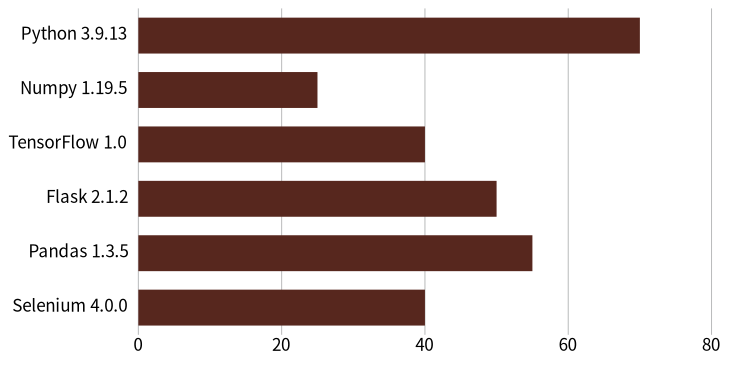 Python 3.9.13
Numpy 1.19.5
TensorFlow 1.0
Flask 2.1.2
Pandas 1.3.5
Selenium 4.0.0
0 20 40 60 80